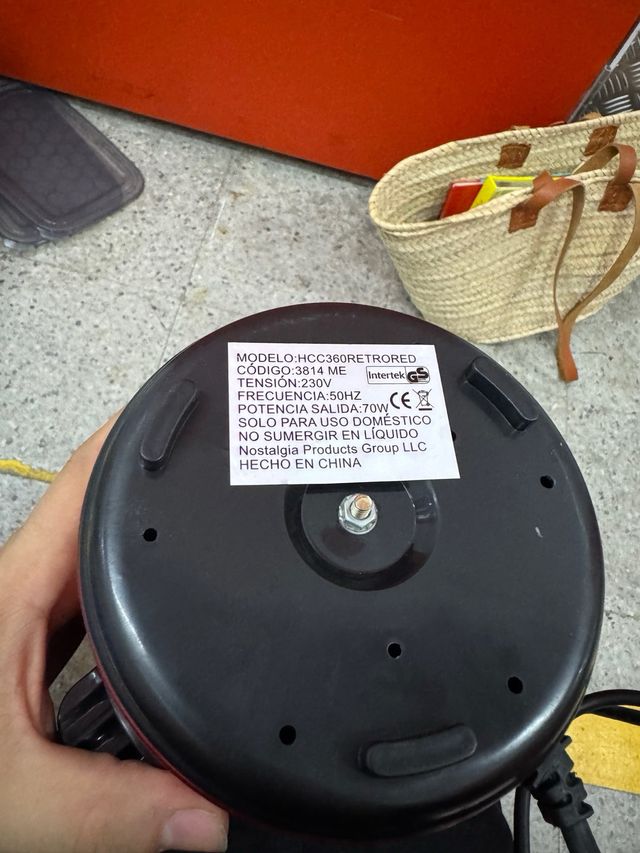 MODELO:HCC360RETRORED
CÓDIGO:3814 ME
Intertek GS
TENSIÓN:230V
FRECUENCIA:50HZ
CE
POTENCIA SALIDA:70W
SOLO PARA USO DOMÉSTICO
NO SUMERGIR EN LÍQUIDO
Nostalgia Products Group LLC
HECHO EN CHINA